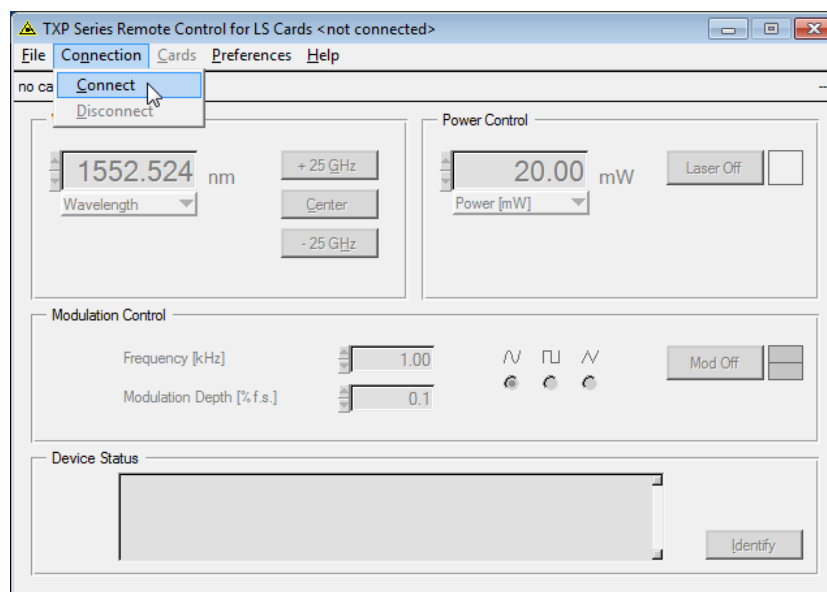 TXP Series Remote Control for LS Cards <not connected>
File Connection Cards Preferences Help
no ca
--
Connect
Disconnect
Power Control
1552.524 nm
Wavelength
+ 25 GHz
Center
- 25 GHz
20.00 mW
Power [mW]
Laser Off
Modulation Control
Frequency [kHz] 1.00
Modulation Depth [% f.s.] 0.1
Mod Off
Device Status
Identify